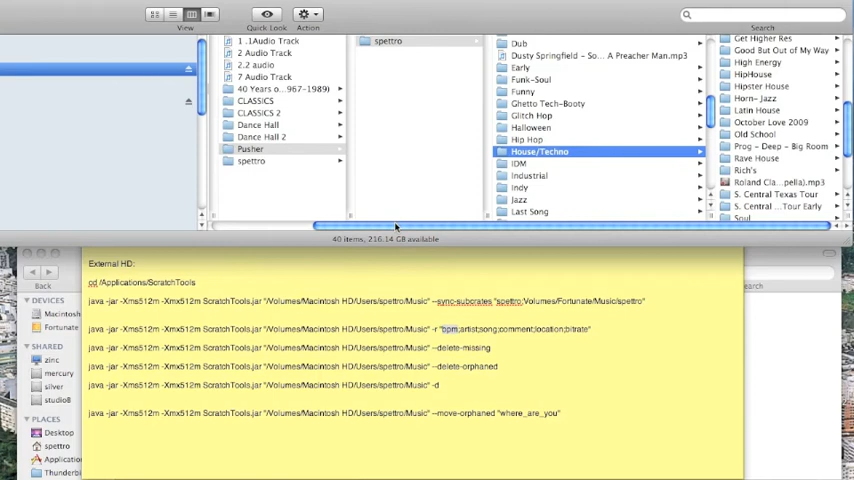 View
Quick Look
Action
Search
1 .1Audio Track
2 Audio Track
2.2 audio
7 Audio Track
40 Years o...967-1989)
CLASSICS
CLASSICS 2
Dance Hall
Dance Hall 2
Pusher
spettro
spettro
Dub
Dusty Springfield - So... A Preacher Man.mp3
Early
Funk-Soul
Funny
Ghetto Tech-Booty
Glitch Hop
Halloween
Hip Hop
House/Techno
IDM
Industrial
Indy
Jazz
Last Song
Get Higher Res
Good But Out of My Way
High Energy
HipHouse
Hipster House
Horn- Jazz
Latin House
October Love 2009
Old School
Prog - Deep - Big Room
Rave House
Rich's
Roland Cla...pella).mp3
S. Central Texas Tour
S. Central ...Tour Early
Soul
40 items, 216.14 GB available
Back
DEVICES
Macintosh
Fortunate
zinc
mercury
silver
studio8
PLACES
Desktop
spettro
Applicatio
Thunderbi
earch
External HD:
cd /Applications/ScratchTools
java -jar -Xms512m -Xmx512m ScratchTools.jar "/Volumes/Macintosh HD/Users/spettro/Music" --sync-subcrates "spettro;Volumes/Fortunate/Music/spettro"
java -jar -Xms512m -Xmx512m ScratchTools.jar "/Volumes/Macintosh HD/Users/spettro/Music" -r "bpm;artist;song;comment;location;bitrate"
java -jar -Xms512m -Xmx512m ScratchTools.jar "/Volumes/Macintosh HD/Users/spettro/Music" --delete-missing
java -jar -Xms512m -Xmx512m ScratchTools.jar "/Volumes/Macintosh HD/Users/spettro/Music" --delete-orphaned
java -jar -Xms512m -Xmx512m ScratchTools.jar "/Volumes/Macintosh HD/Users/spettro/Music" -d
java -jar -Xms512m -Xmx512m ScratchTools.jar "/Volumes/Macintosh HD/Users/spettro/Music" --move-orphaned "where_are_you"